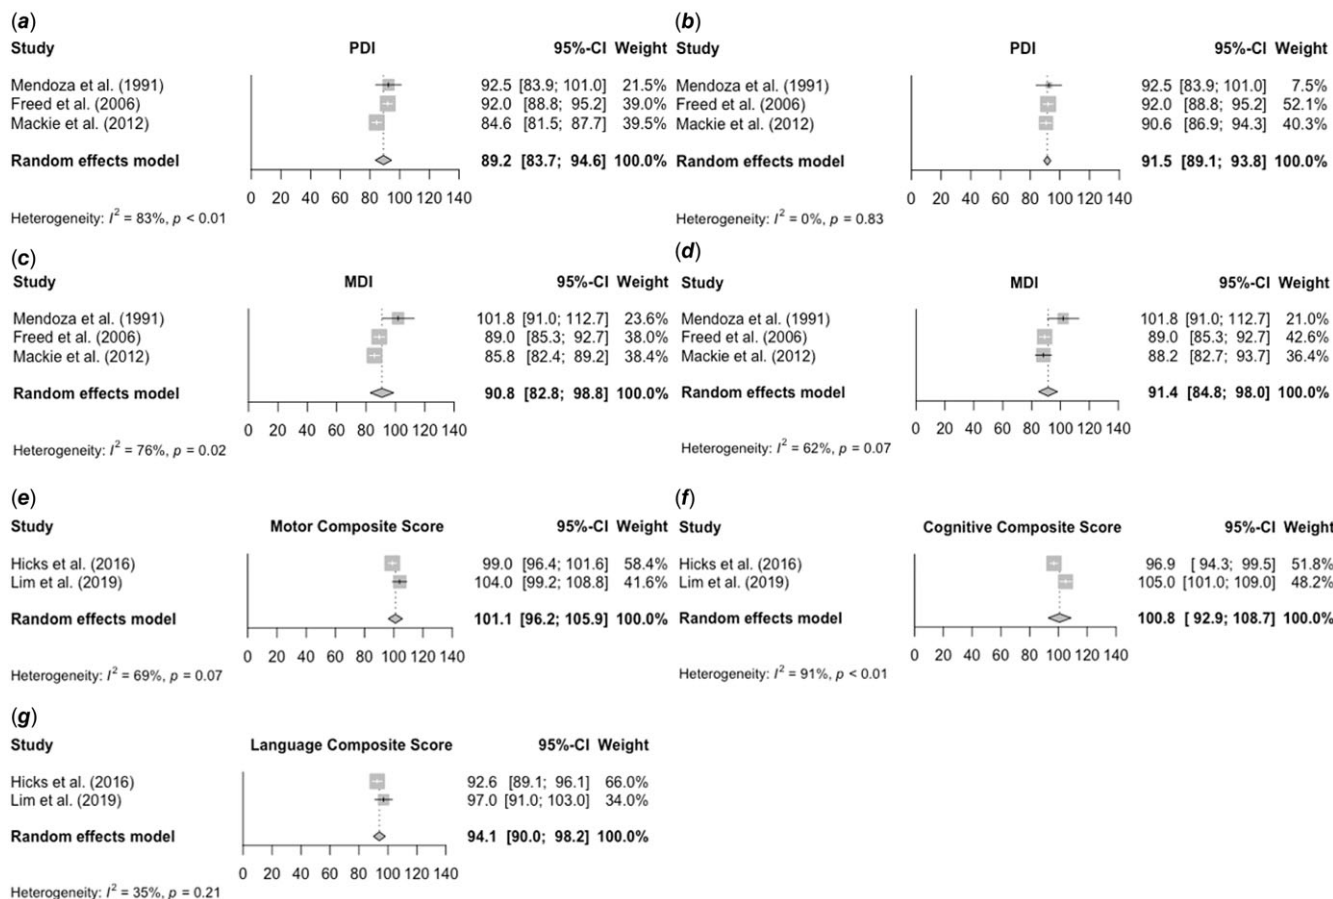 (a)
Study PDI 95%-CI Weight
Mendoza et al. (1991) 92.5 [83.9; 101.0] 21.5%
Freed et al. (2006) 92.0 [88.8; 95.2] 39.0%
Mackie et al. (2012) 84.6 [81.5; 87.7] 39.5%
Random effects model 89.2 [83.7; 94.6] 100.0%
0 20 40 60 80 100 120 140
Heterogeneity: I² = 83%, p < 0.01
(b)
Study PDI 95%-CI Weight
Mendoza et al. (1991) 92.5 [83.9; 101.0] 7.5%
Freed et al. (2006) 92.0 [88.8; 95.2] 52.1%
Mackie et al. (2012) 90.6 [86.9; 94.3] 40.3%
Random effects model 91.5 [89.1; 93.8] 100.0%
0 20 40 60 80 100 120 140
Heterogeneity: I² = 0%, p = 0.83
(c)
Study MDI 95%-CI Weight
Mendoza et al. (1991) 101.8 [91.0; 112.7] 23.6%
Freed et al. (2006) 89.0 [85.3; 92.7] 38.0%
Mackie et al. (2012) 85.8 [82.4; 89.2] 38.4%
Random effects model 90.8 [82.8; 98.8] 100.0%
0 20 40 60 80 100 120 140
Heterogeneity: I² = 76%, p = 0.02
(d)
Study MDI 95%-CI Weight
Mendoza et al. (1991) 101.8 [91.0; 112.7] 21.0%
Freed et al. (2006) 89.0 [85.3; 92.7] 42.6%
Mackie et al. (2012) 88.2 [82.7; 93.7] 36.4%
Random effects model 91.4 [84.8; 98.0] 100.0%
0 20 40 60 80 100 120 140
Heterogeneity: I² = 62%, p = 0.07
(e)
Study Motor Composite Score 95%-CI Weight
Hicks et al. (2016) 99.0 [96.4; 101.6] 58.4%
Lim et al. (2019) 104.0 [99.2; 108.8] 41.6%
Random effects model 101.1 [96.2; 105.9] 100.0%
0 20 40 60 80 100 120 140
Heterogeneity: I² = 69%, p = 0.07
(f)
Study Cognitive Composite Score 95%-CI Weight
Hicks et al. (2016) 96.9 [ 94.3; 99.5] 51.8%
Lim et al. (2019) 105.0 [101.0; 109.0] 48.2%
Random effects model 100.8 [ 92.9; 108.7] 100.0%
0 20 40 60 80 100 120 140
Heterogeneity: I² = 91%, p < 0.01
(g)
Study Language Composite Score 95%-CI Weight
Hicks et al. (2016) 92.6 [89.1; 96.1] 66.0%
Lim et al. (2019) 97.0 [91.0; 103.0] 34.0%
Random effects model 94.1 [90.0; 98.2] 100.0%
0 20 40 60 80 100 120 140
Heterogeneity: I² = 35%, p = 0.21